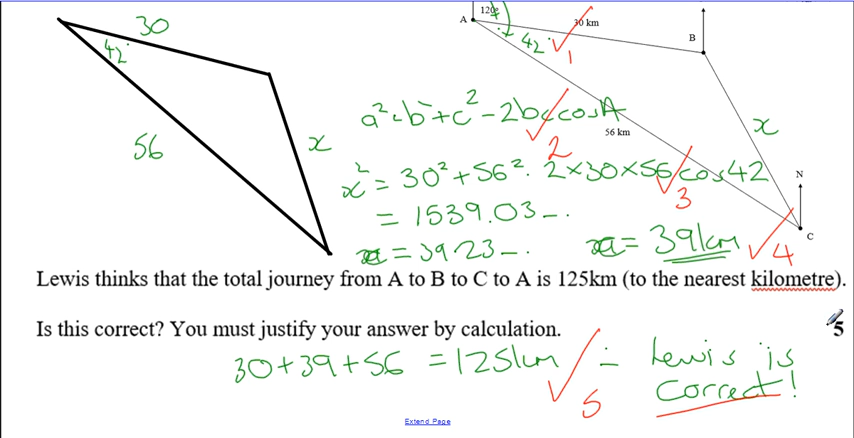 30
42°
56
x
A
120°
42°
30 km
1
B
N
C
x
56 km
a² = b² + c² - 2bc cosA
2
x² = 30² + 56² - 2×30×56×cos42
3
= 1539.03...
x = 39.23...
x = 39km
4
Lewis thinks that the total journey from A to B to C to A is 125km (to the nearest kilometre).
Is this correct? You must justify your answer by calculation.
5
30+39+56 = 125km
5
∴ Lewis is
correct!
Extend Page